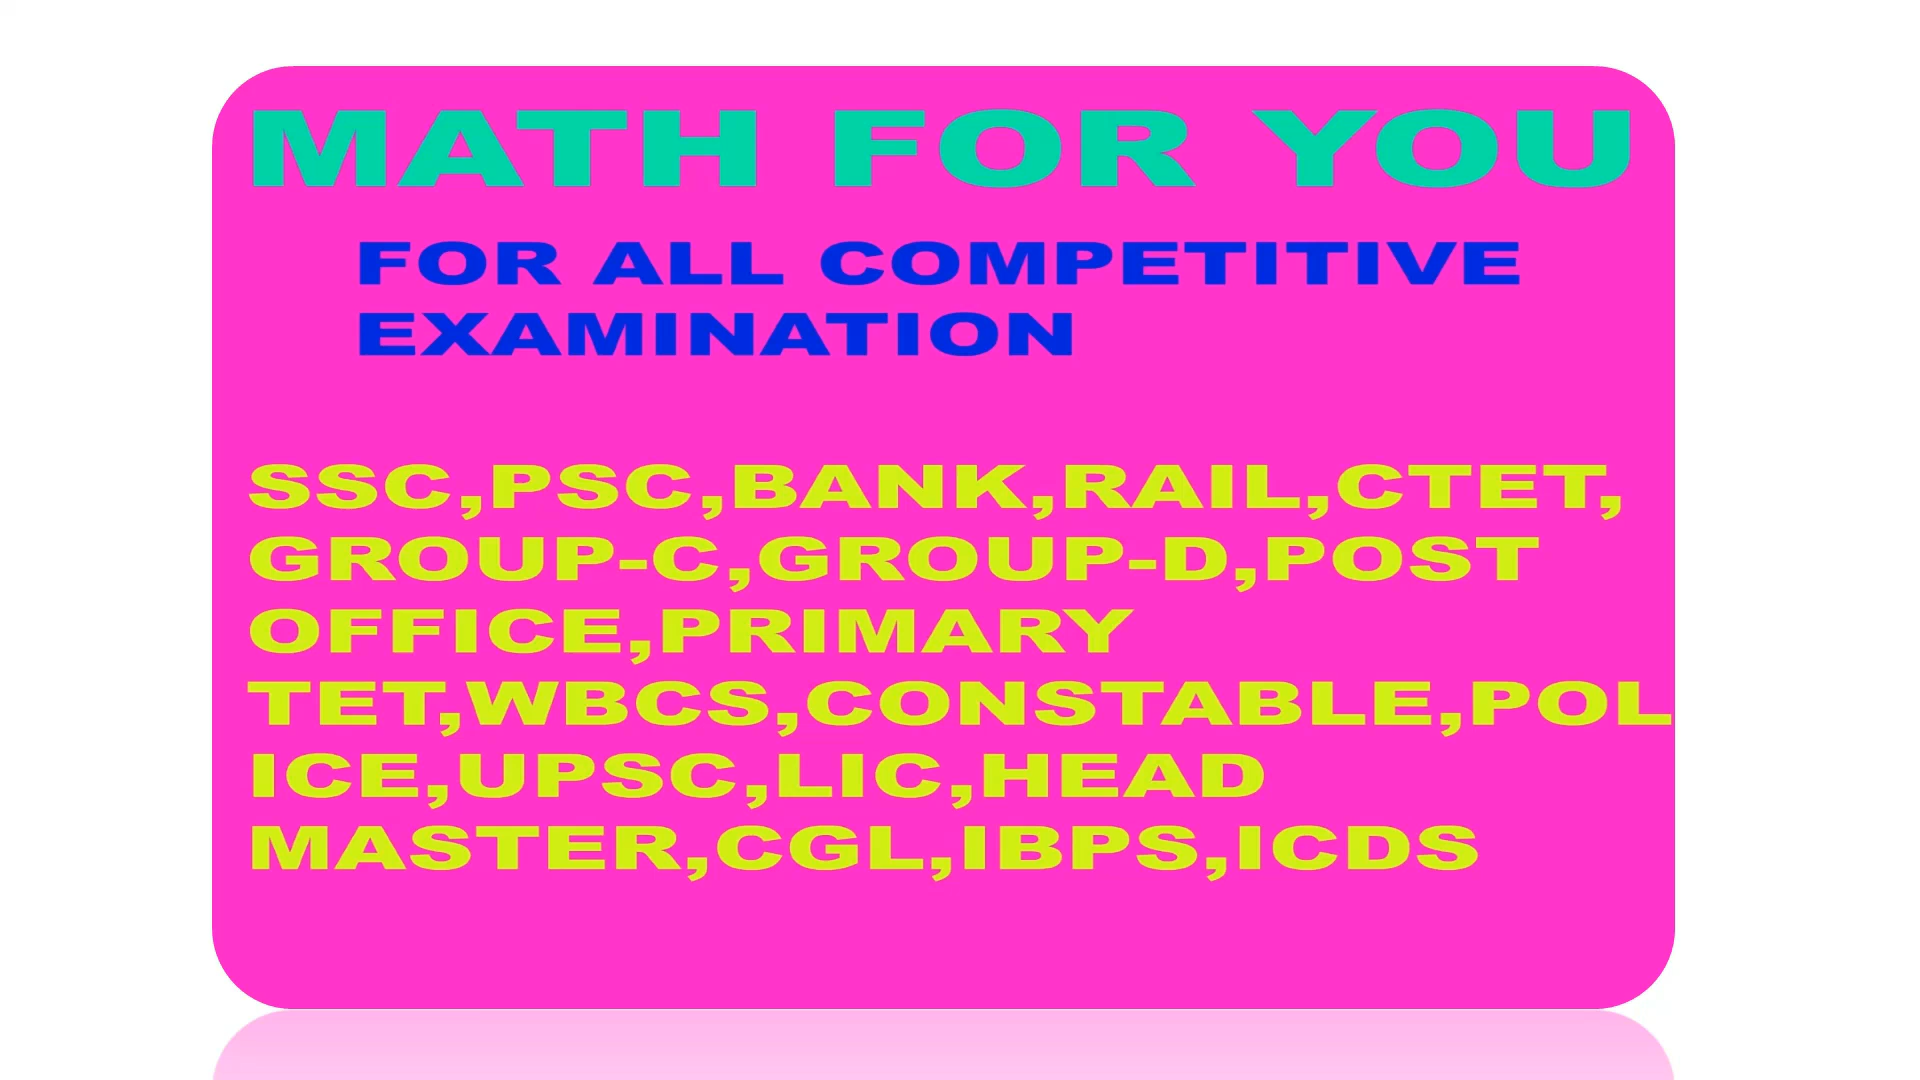 MATH FOR YOU
FOR ALL COMPETITIVE
EXAMINATION
SSC,PSC,BANK,RAIL,CTET,
GROUP-C,GROUP-D,POST
OFFICE,PRIMARY
TET,WBCS,CONSTABLE,POL
ICE,UPSC,LIC,HEAD
MASTER,CGL,IBPS,ICDS